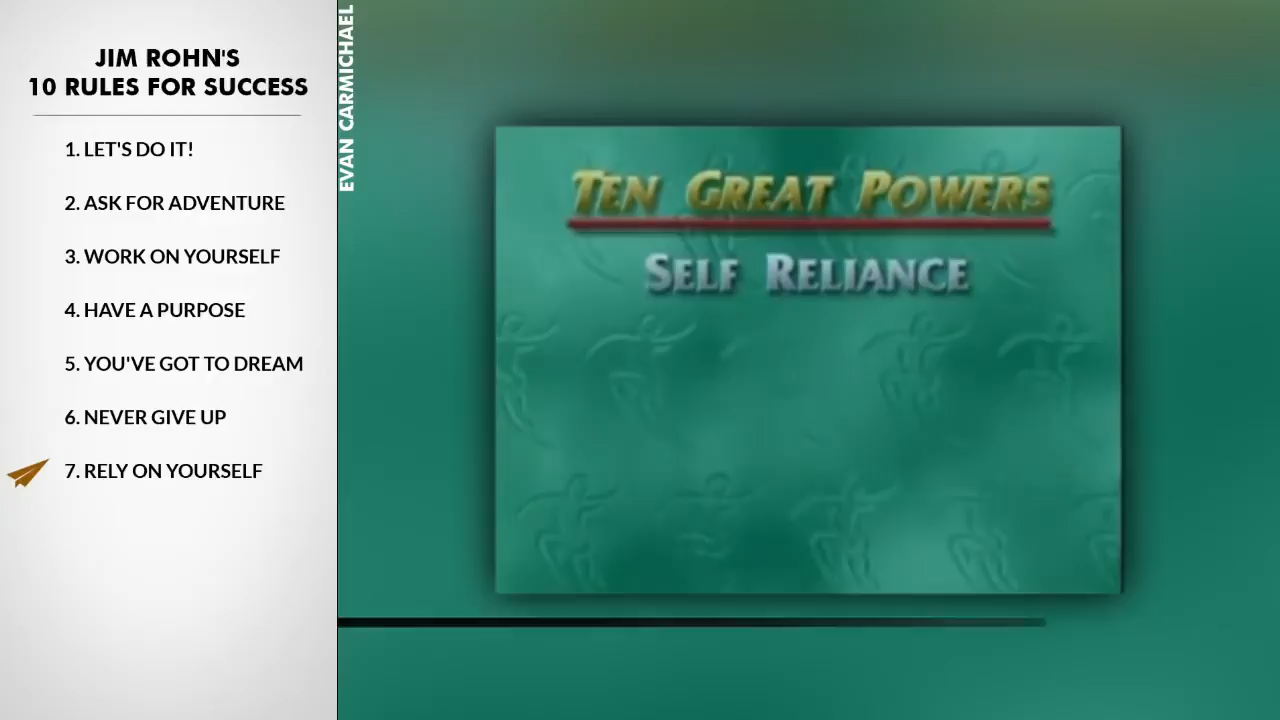 JIM ROHN'S
10 RULES FOR SUCCESS
1. LET'S DO IT!
2. ASK FOR ADVENTURE
3. WORK ON YOURSELF
4. HAVE A PURPOSE
5. YOU'VE GOT TO DREAM
6. NEVER GIVE UP
7. RELY ON YOURSELF
EVAN CARMICHAEL
TEN GREAT POWERS
SELF RELIANCE